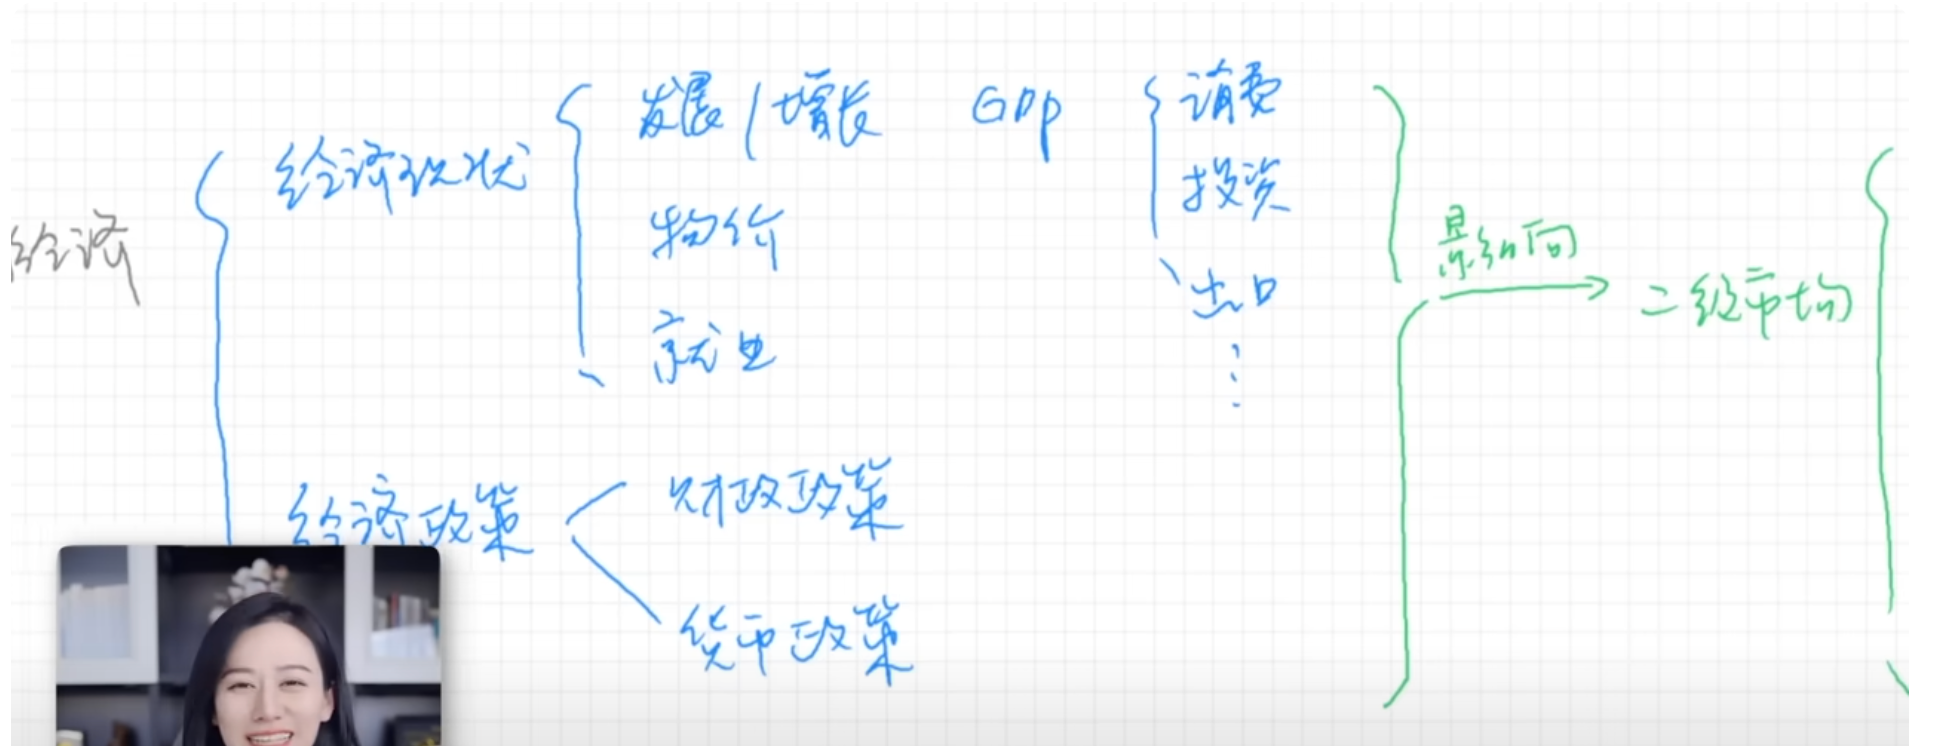 经济
经济现状
发展/增长 GDP
物价
就业
消费
投资
出口
⋮
经济政策
财政政策
货币政策
影响
二级市场